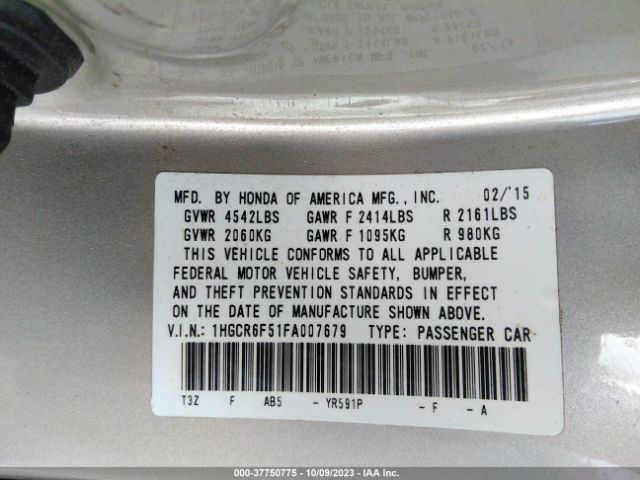 02/'15
MFD. BY HONDA OF AMERICA MFG., INC. 02/'15
GVWR 4542LBS GAWR F 2414LBS R 2161LBS
GVWR 2060KG GAWR F 1095KG R 980KG
THIS VEHICLE CONFORMS TO ALL APPLICABLE
FEDERAL MOTOR VEHICLE SAFETY, BUMPER,
AND THEFT PREVENTION STANDARDS IN EFFECT
ON THE DATE OF MANUFACTURE SHOWN ABOVE.
V.I.N.: 1HGCR6F51FA007679 TYPE: PASSENGER CAR
T3Z F AB5 - YR591P - F - A
000-37750775 | 10/09/2023 | IAA Inc.